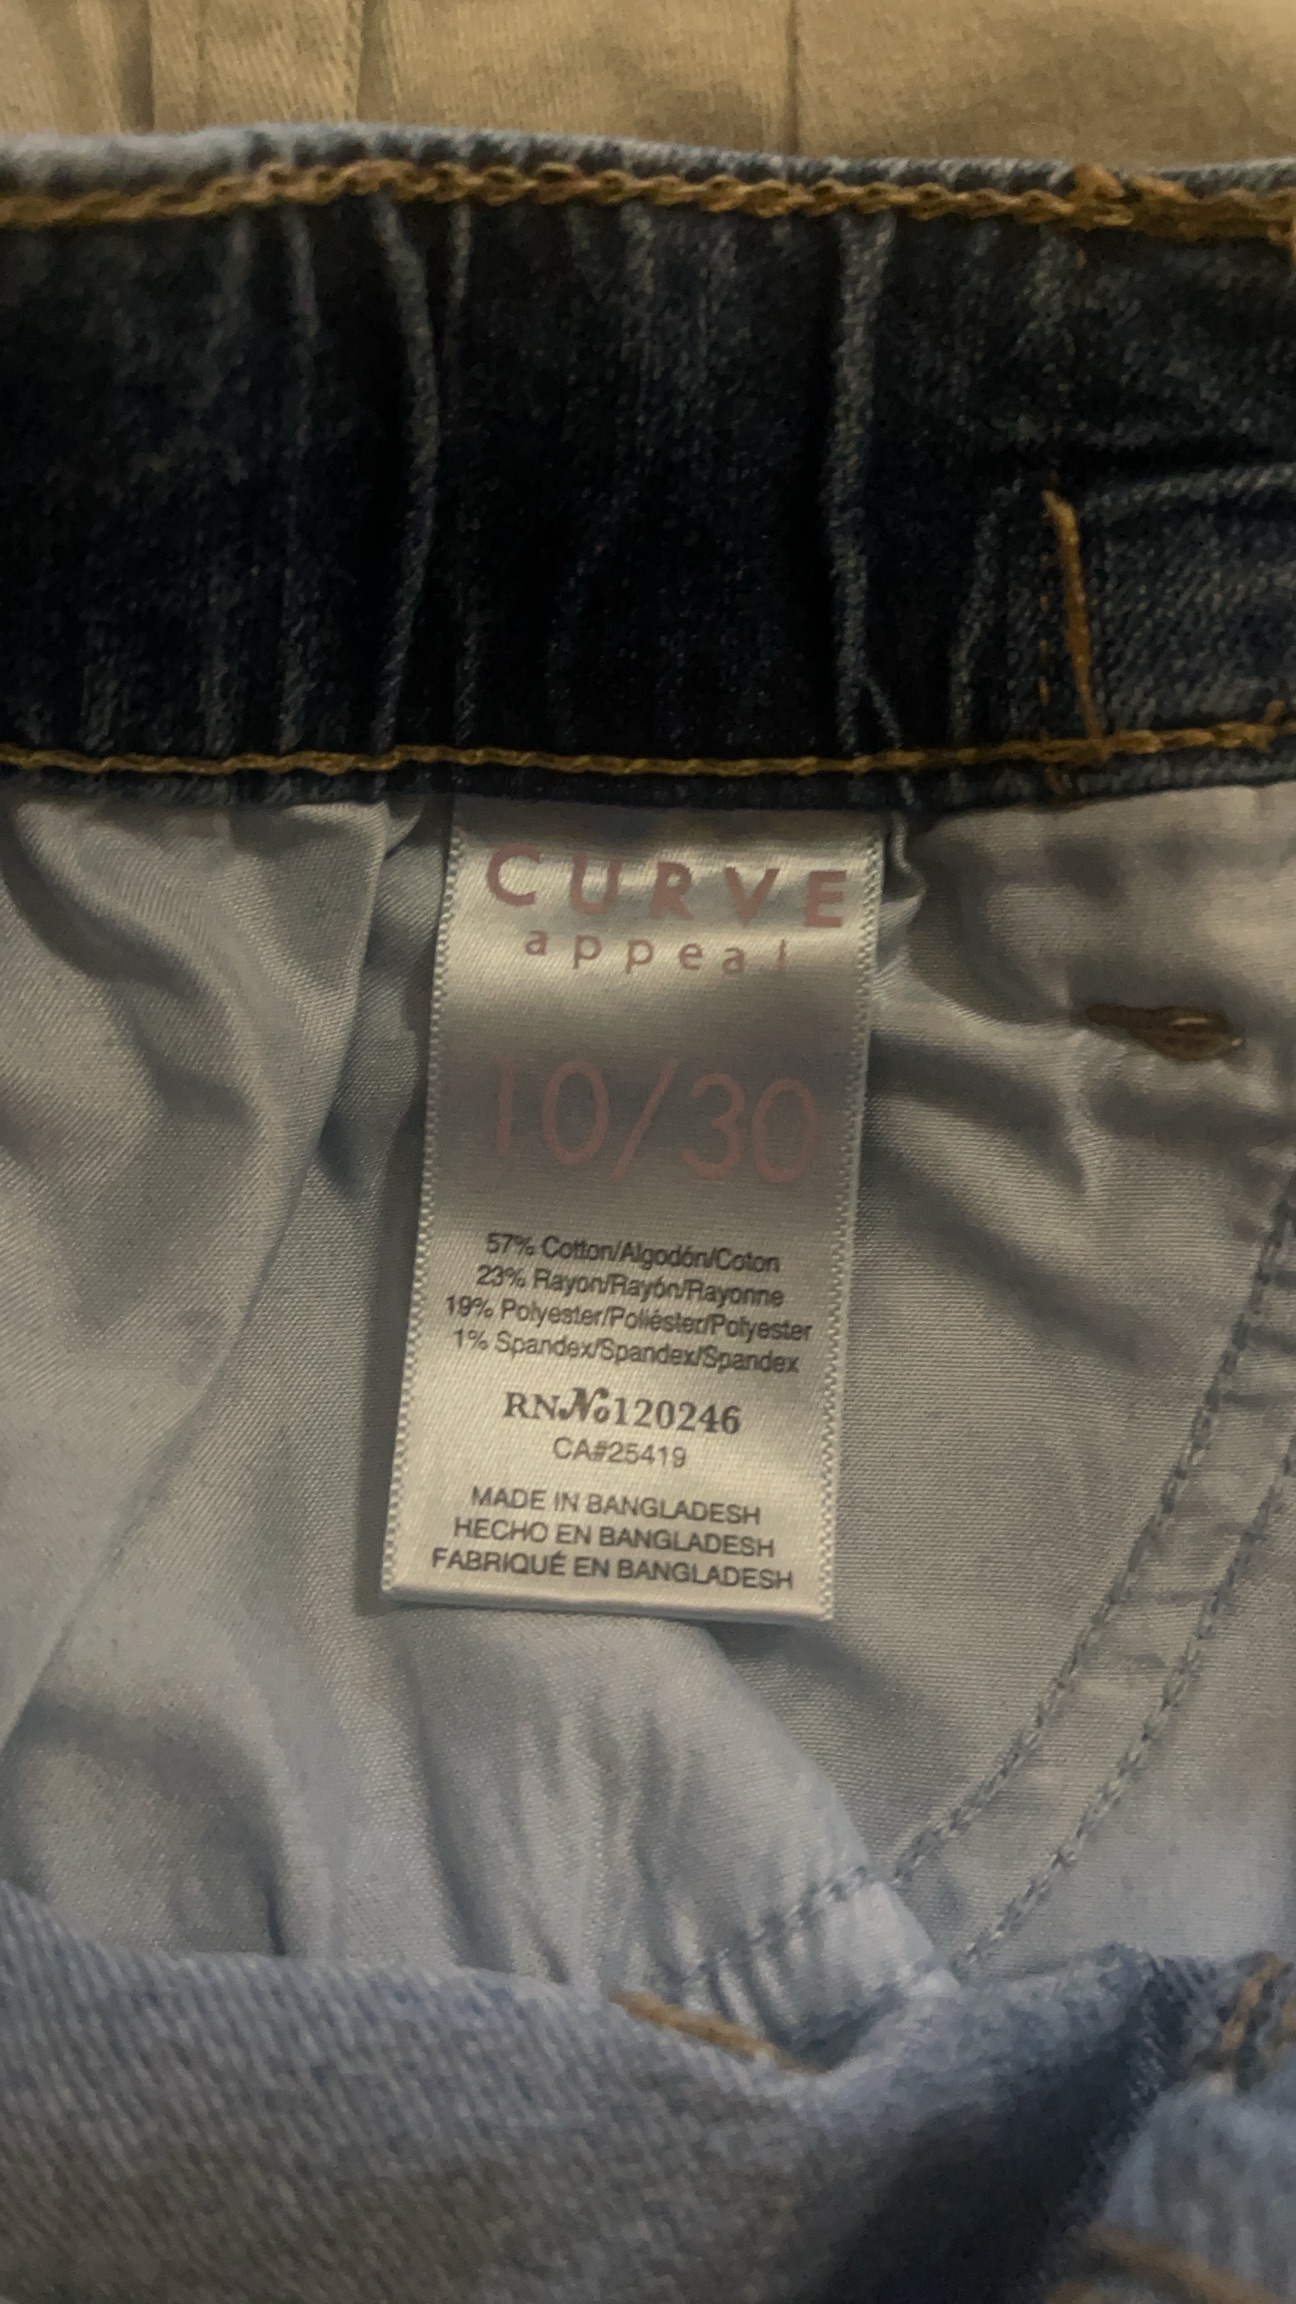 CURVE
appeal
10/30
57% Cotton/Algodón/Coton
23% Rayon/Rayón/Rayonne
19% Polyester/Poliéster/Polyester
1% Spandex/Spandex/Spandex
RN№120246
CA#25419
MADE IN BANGLADESH
HECHO EN BANGLADESH
FABRIQUÉ EN BANGLADESH